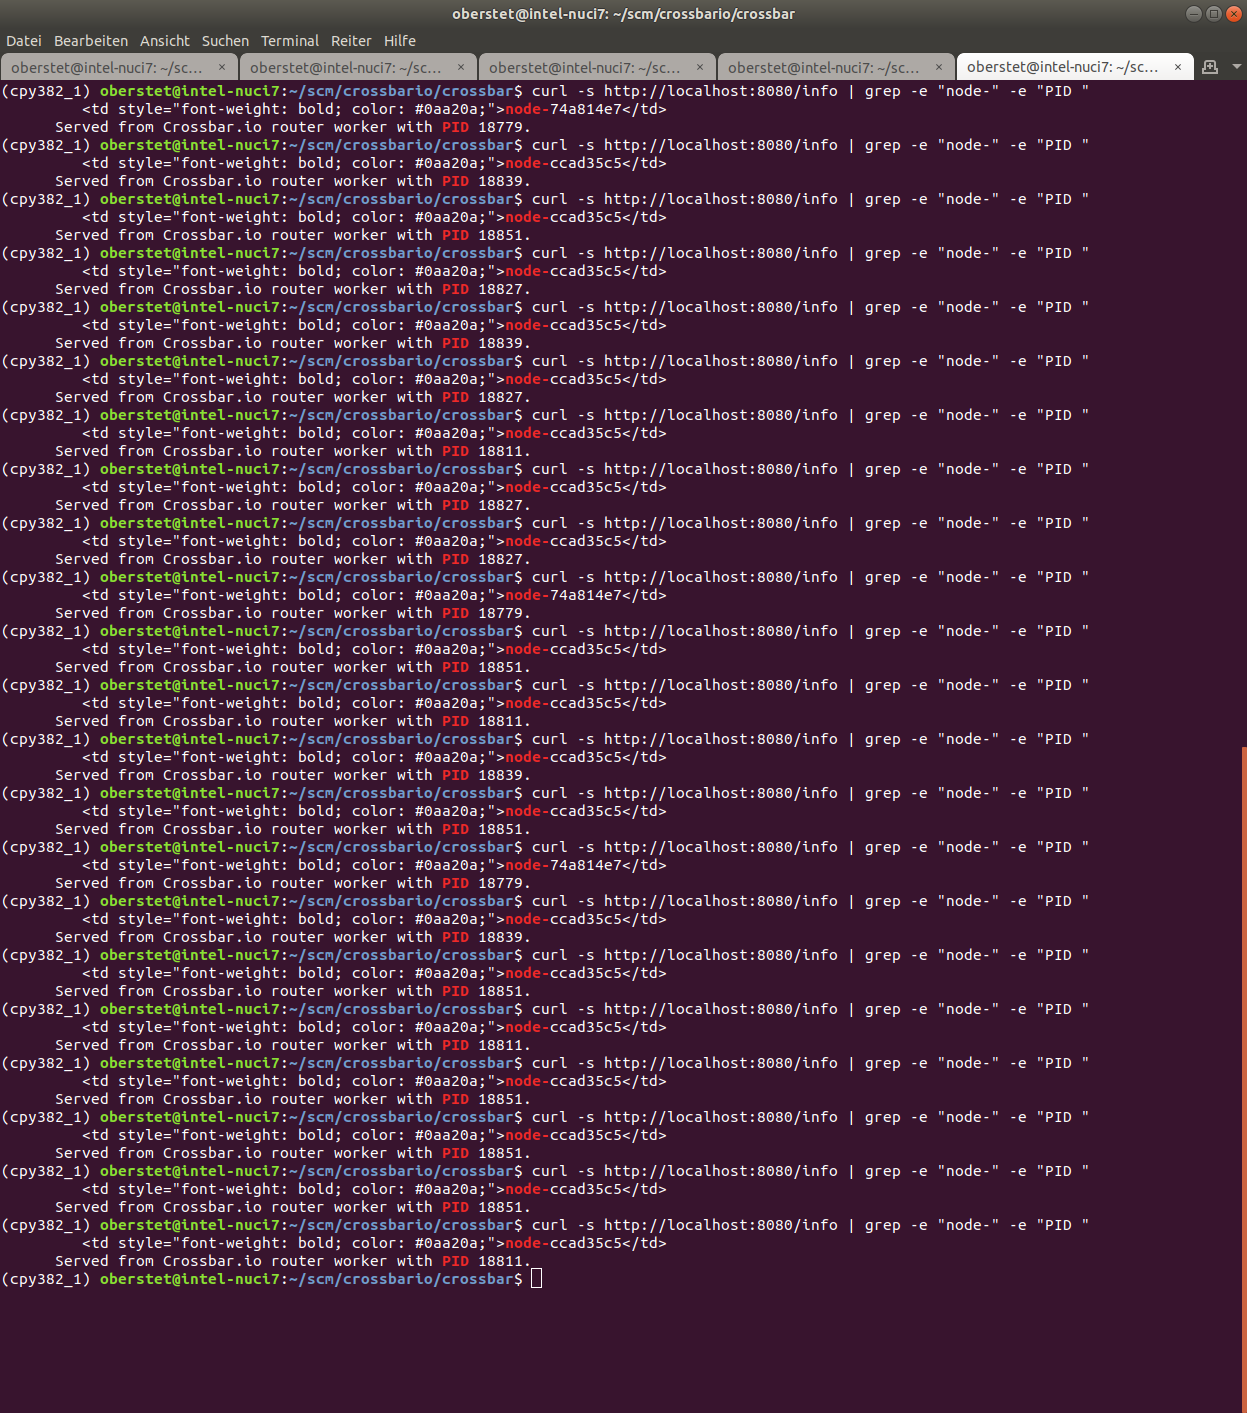 oberstet@intel-nuci7: ~/scm/crossbario/crossbar
Datei Bearbeiten Ansicht Suchen Terminal Reiter Hilfe
oberstet@intel-nuci7: ~/sc… × oberstet@intel-nuci7: ~/sc… × oberstet@intel-nuci7: ~/sc… × oberstet@intel-nuci7: ~/sc… × oberstet@intel-nuci7: ~/sc… ×
(cpy382_1) oberstet@intel-nuci7:~/scm/crossbario/crossbar$ curl -s http://localhost:8080/info | grep -e "node-" -e "PID "
         <td style="font-weight: bold; color: #0aa20a;">node-74a814e7</td>
      Served from Crossbar.io router worker with PID 18779.
(cpy382_1) oberstet@intel-nuci7:~/scm/crossbario/crossbar$ curl -s http://localhost:8080/info | grep -e "node-" -e "PID "
         <td style="font-weight: bold; color: #0aa20a;">node-ccad35c5</td>
      Served from Crossbar.io router worker with PID 18839.
(cpy382_1) oberstet@intel-nuci7:~/scm/crossbario/crossbar$ curl -s http://localhost:8080/info | grep -e "node-" -e "PID "
         <td style="font-weight: bold; color: #0aa20a;">node-ccad35c5</td>
      Served from Crossbar.io router worker with PID 18851.
(cpy382_1) oberstet@intel-nuci7:~/scm/crossbario/crossbar$ curl -s http://localhost:8080/info | grep -e "node-" -e "PID "
         <td style="font-weight: bold; color: #0aa20a;">node-ccad35c5</td>
      Served from Crossbar.io router worker with PID 18827.
(cpy382_1) oberstet@intel-nuci7:~/scm/crossbario/crossbar$ curl -s http://localhost:8080/info | grep -e "node-" -e "PID "
         <td style="font-weight: bold; color: #0aa20a;">node-ccad35c5</td>
      Served from Crossbar.io router worker with PID 18839.
(cpy382_1) oberstet@intel-nuci7:~/scm/crossbario/crossbar$ curl -s http://localhost:8080/info | grep -e "node-" -e "PID "
         <td style="font-weight: bold; color: #0aa20a;">node-ccad35c5</td>
      Served from Crossbar.io router worker with PID 18827.
(cpy382_1) oberstet@intel-nuci7:~/scm/crossbario/crossbar$ curl -s http://localhost:8080/info | grep -e "node-" -e "PID "
         <td style="font-weight: bold; color: #0aa20a;">node-ccad35c5</td>
      Served from Crossbar.io router worker with PID 18811.
(cpy382_1) oberstet@intel-nuci7:~/scm/crossbario/crossbar$ curl -s http://localhost:8080/info | grep -e "node-" -e "PID "
         <td style="font-weight: bold; color: #0aa20a;">node-ccad35c5</td>
      Served from Crossbar.io router worker with PID 18827.
(cpy382_1) oberstet@intel-nuci7:~/scm/crossbario/crossbar$ curl -s http://localhost:8080/info | grep -e "node-" -e "PID "
         <td style="font-weight: bold; color: #0aa20a;">node-ccad35c5</td>
      Served from Crossbar.io router worker with PID 18827.
(cpy382_1) oberstet@intel-nuci7:~/scm/crossbario/crossbar$ curl -s http://localhost:8080/info | grep -e "node-" -e "PID "
         <td style="font-weight: bold; color: #0aa20a;">node-74a814e7</td>
      Served from Crossbar.io router worker with PID 18779.
(cpy382_1) oberstet@intel-nuci7:~/scm/crossbario/crossbar$ curl -s http://localhost:8080/info | grep -e "node-" -e "PID "
         <td style="font-weight: bold; color: #0aa20a;">node-ccad35c5</td>
      Served from Crossbar.io router worker with PID 18851.
(cpy382_1) oberstet@intel-nuci7:~/scm/crossbario/crossbar$ curl -s http://localhost:8080/info | grep -e "node-" -e "PID "
         <td style="font-weight: bold; color: #0aa20a;">node-ccad35c5</td>
      Served from Crossbar.io router worker with PID 18811.
(cpy382_1) oberstet@intel-nuci7:~/scm/crossbario/crossbar$ curl -s http://localhost:8080/info | grep -e "node-" -e "PID "
         <td style="font-weight: bold; color: #0aa20a;">node-ccad35c5</td>
      Served from Crossbar.io router worker with PID 18839.
(cpy382_1) oberstet@intel-nuci7:~/scm/crossbario/crossbar$ curl -s http://localhost:8080/info | grep -e "node-" -e "PID "
         <td style="font-weight: bold; color: #0aa20a;">node-ccad35c5</td>
      Served from Crossbar.io router worker with PID 18851.
(cpy382_1) oberstet@intel-nuci7:~/scm/crossbario/crossbar$ curl -s http://localhost:8080/info | grep -e "node-" -e "PID "
         <td style="font-weight: bold; color: #0aa20a;">node-74a814e7</td>
      Served from Crossbar.io router worker with PID 18779.
(cpy382_1) oberstet@intel-nuci7:~/scm/crossbario/crossbar$ curl -s http://localhost:8080/info | grep -e "node-" -e "PID "
         <td style="font-weight: bold; color: #0aa20a;">node-ccad35c5</td>
      Served from Crossbar.io router worker with PID 18839.
(cpy382_1) oberstet@intel-nuci7:~/scm/crossbario/crossbar$ curl -s http://localhost:8080/info | grep -e "node-" -e "PID "
         <td style="font-weight: bold; color: #0aa20a;">node-ccad35c5</td>
      Served from Crossbar.io router worker with PID 18851.
(cpy382_1) oberstet@intel-nuci7:~/scm/crossbario/crossbar$ curl -s http://localhost:8080/info | grep -e "node-" -e "PID "
         <td style="font-weight: bold; color: #0aa20a;">node-ccad35c5</td>
      Served from Crossbar.io router worker with PID 18811.
(cpy382_1) oberstet@intel-nuci7:~/scm/crossbario/crossbar$ curl -s http://localhost:8080/info | grep -e "node-" -e "PID "
         <td style="font-weight: bold; color: #0aa20a;">node-ccad35c5</td>
      Served from Crossbar.io router worker with PID 18851.
(cpy382_1) oberstet@intel-nuci7:~/scm/crossbario/crossbar$ curl -s http://localhost:8080/info | grep -e "node-" -e "PID "
         <td style="font-weight: bold; color: #0aa20a;">node-ccad35c5</td>
      Served from Crossbar.io router worker with PID 18851.
(cpy382_1) oberstet@intel-nuci7:~/scm/crossbario/crossbar$ curl -s http://localhost:8080/info | grep -e "node-" -e "PID "
         <td style="font-weight: bold; color: #0aa20a;">node-ccad35c5</td>
      Served from Crossbar.io router worker with PID 18851.
(cpy382_1) oberstet@intel-nuci7:~/scm/crossbario/crossbar$ curl -s http://localhost:8080/info | grep -e "node-" -e "PID "
         <td style="font-weight: bold; color: #0aa20a;">node-ccad35c5</td>
      Served from Crossbar.io router worker with PID 18811.
(cpy382_1) oberstet@intel-nuci7:~/scm/crossbario/crossbar$